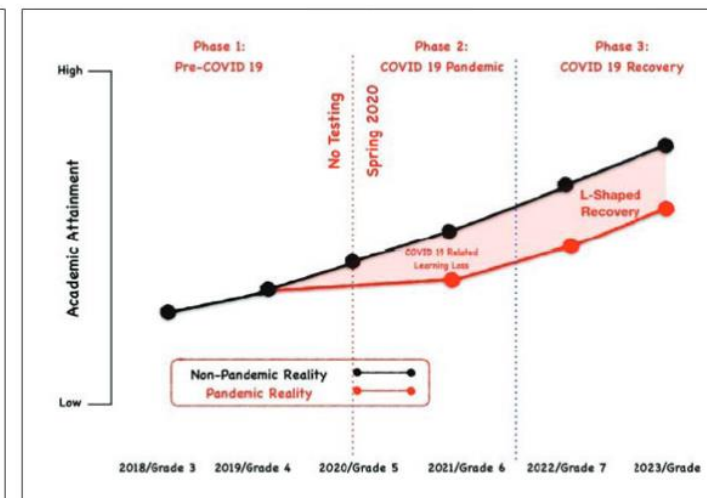 Phase 1:
Pre-COVID 19
Phase 2:
COVID 19 Pandemic
Phase 3:
COVID 19 Recovery
High
No Testing
Spring 2020
Academic Attainment
L-Shaped
Recovery
COVID 19 Related
Learning Loss
Non-Pandemic Reality
Pandemic Reality
Low
2018/Grade 3
2019/Grade 4
2020/Grade 5
2021/Grade 6
2022/Grade 7
2023/Grade